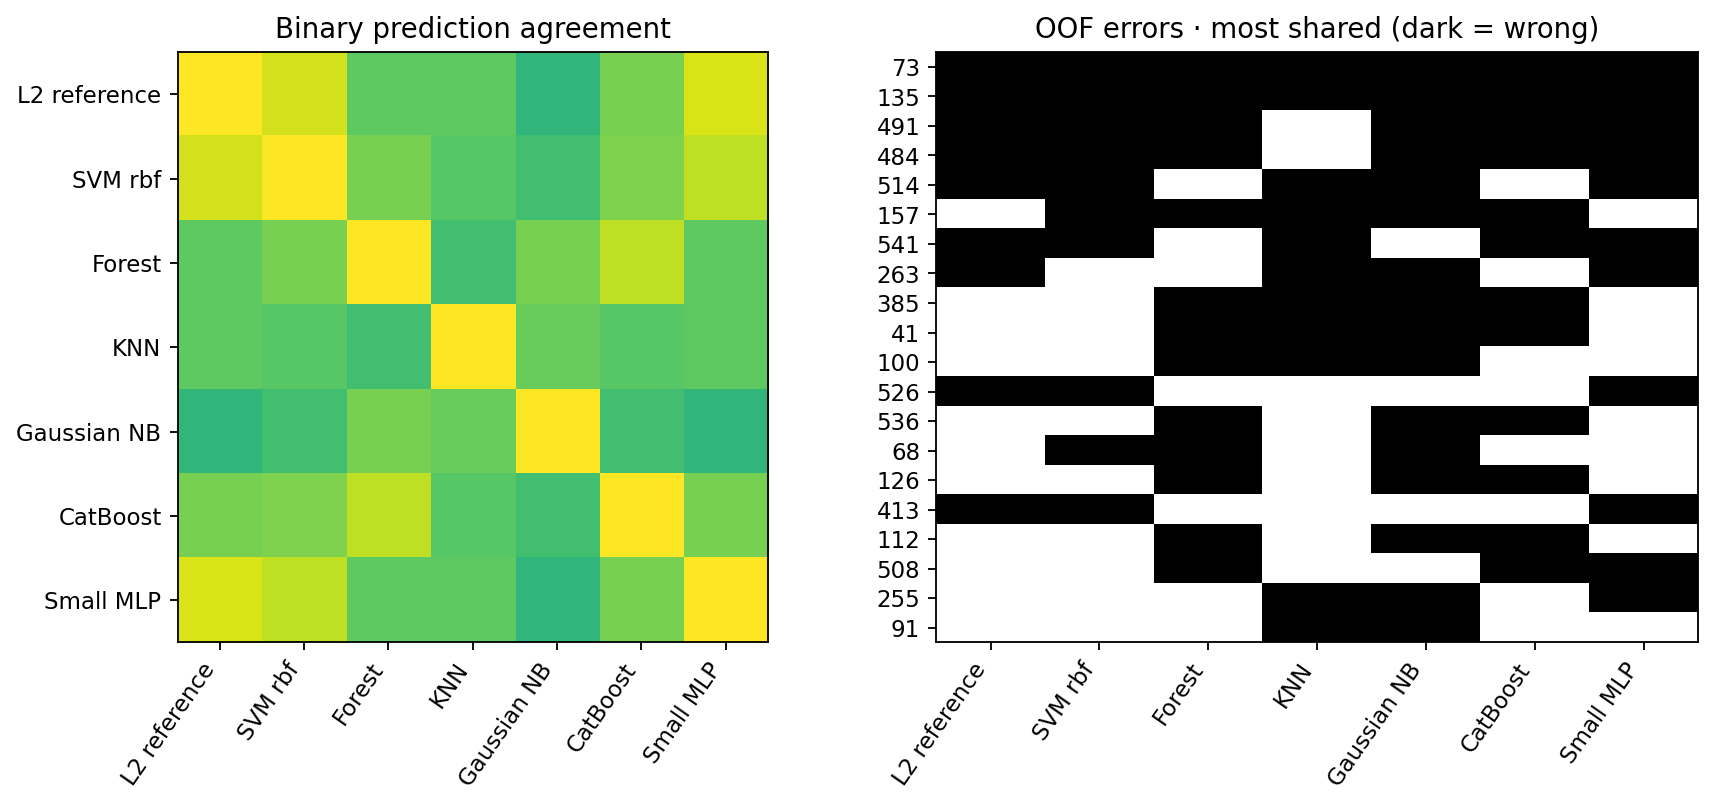 Binary prediction agreement
L2 reference
SVM rbf
Forest
KNN
Gaussian NB
CatBoost
Small MLP
L2 reference
SVM rbf
Forest
KNN
Gaussian NB
CatBoost
Small MLP
OOF errors · most shared (dark = wrong)
73
135
491
484
514
157
541
263
385
41
100
526
536
68
126
413
112
508
255
91
L2 reference
SVM rbf
Forest
KNN
Gaussian NB
CatBoost
Small MLP